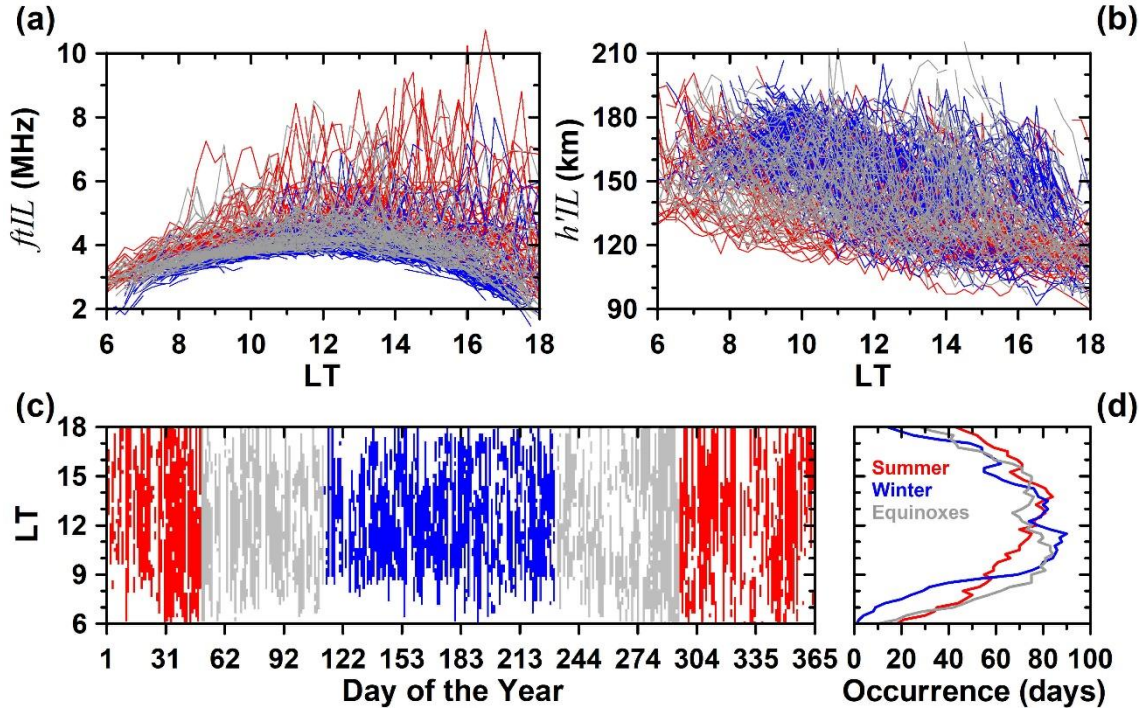 (a)
(b)
10
8
6
4
2
ftIL (MHz)
6 8 10 12 14 16 18
LT
210
180
150
120
90
h'IL (km)
6 8 10 12 14 16 18
LT
(c)
(d)
18
15
12
9
6
LT
1 31 62 92 122 153 183 213 244 274 304 335 365
Day of the Year
Summer
Winter
Equinoxes
0 20 40 60 80 100
Occurrence (days)